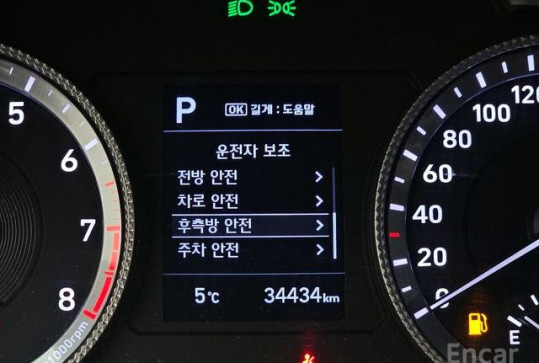 P
OK 길게 : 도움말
운전자 보조
전방 안전
차로 안전
후측방 안전
주차 안전
5℃ 34434km
5
6
7
8
x1000rpm
120
100
80
60
40
20
0
E
Encar